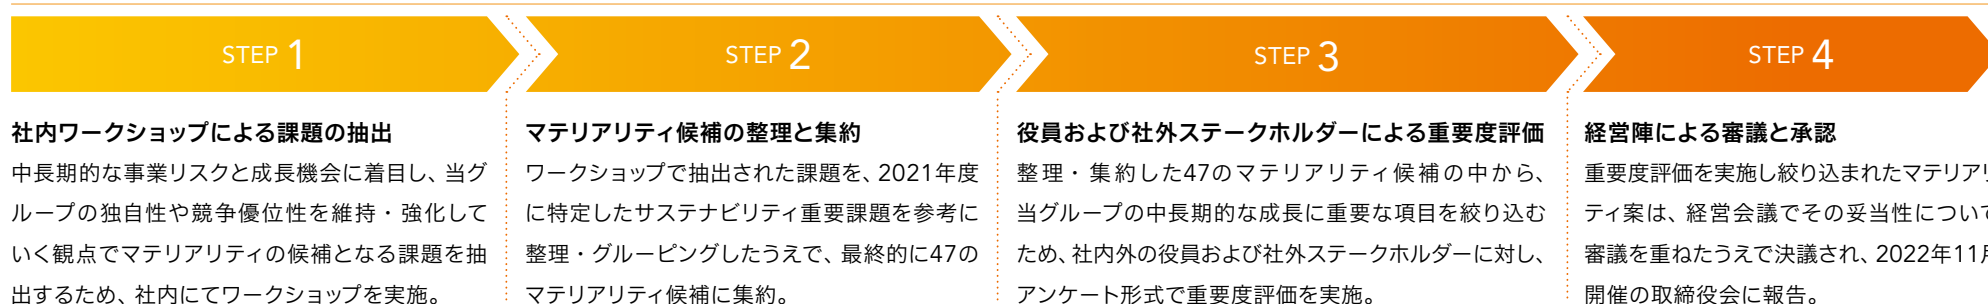 STEP 1
社内ワークショップによる課題の抽出
中長期的な事業リスクと成長機会に着目し、当グ
ループの独自性や競争優位性を維持・強化して
いく観点でマテリアリティの候補となる課題を抽
出するため、社内にてワークショップを実施。
STEP 2
マテリアリティ候補の整理と集約
ワークショップで抽出された課題を、2021年度
に特定したサステナビリティ重要課題を参考に
整理・グルーピングしたうえで、最終的に47の
マテリアリティ候補に集約。
STEP 3
役員および社外ステークホルダーによる重要度評価
整理・集約した47のマテリアリティ候補の中から、
当グループの中長期的な成長に重要な項目を絞り込む
ため、社内外の役員および社外ステークホルダーに対し、
アンケート形式で重要度評価を実施。
STEP 4
経営陣による審議と承認
重要度評価を実施し絞り込まれたマテリアリ
ティ案は、経営会議でその妥当性について
審議を重ねたうえで決議され、2022年11月
開催の取締役会に報告。